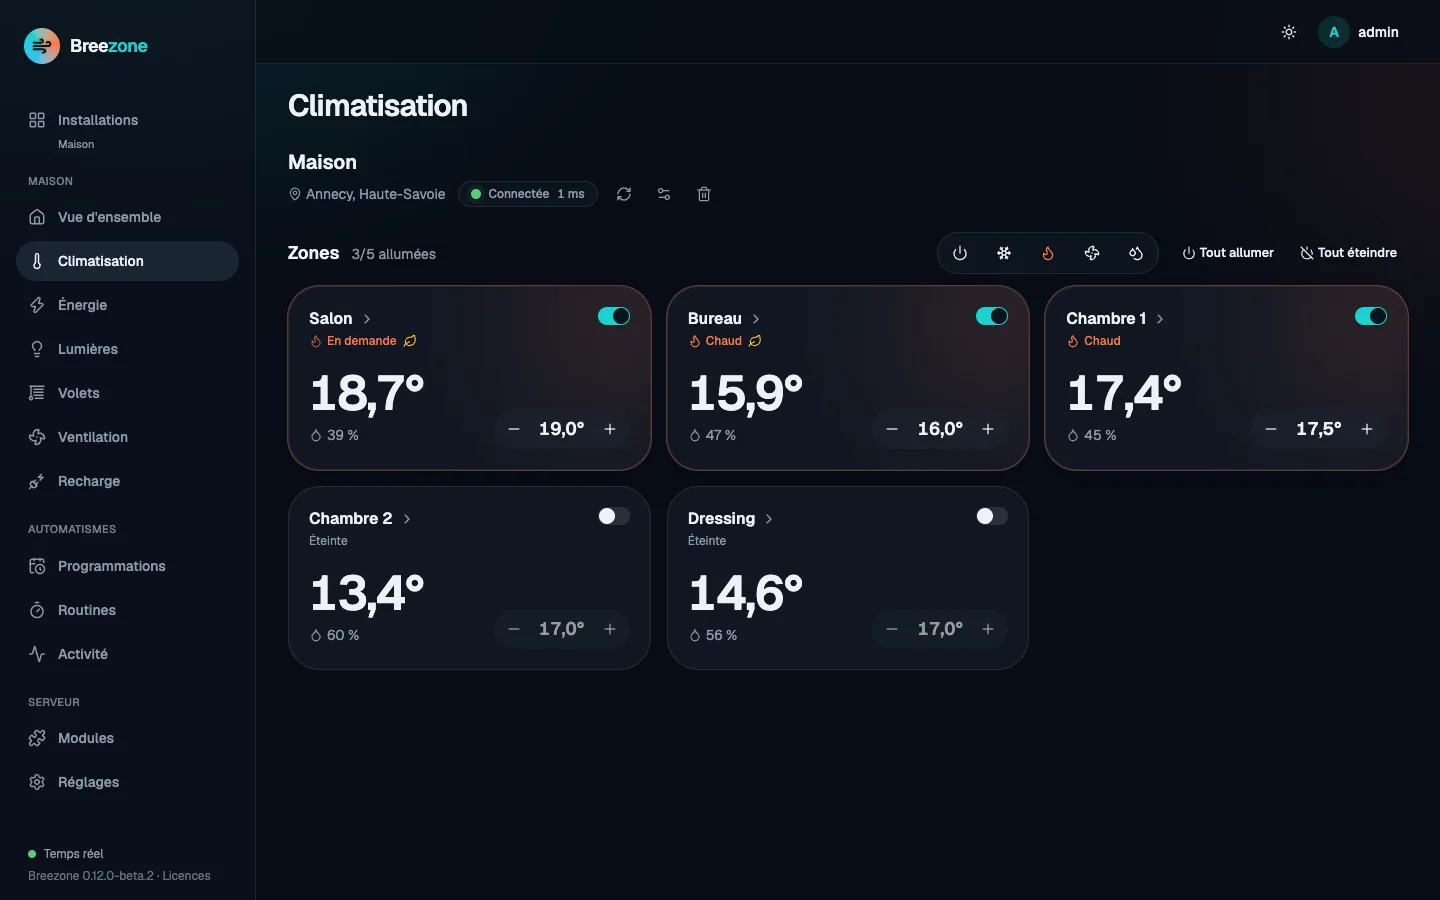 Breezone
A admin
Installations
Maison
MAISON
Vue d'ensemble
Climatisation
Énergie
Lumières
Volets
Ventilation
Recharge
AUTOMATISMES
Programmations
Routines
Activité
SERVEUR
Modules
Réglages
Temps réel
Breezone 0.12.0-beta.2 · Licences
Climatisation
Maison
Annecy, Haute-Savoie Connectée 1 ms
Zones 3/5 allumées Tout allumer Tout éteindre
Salon
En demande
18,7°
39 %
− 19,0° +
Bureau
Chaud
15,9°
47 %
− 16,0° +
Chambre 1
Chaud
17,4°
45 %
− 17,5° +
Chambre 2
Éteinte
13,4°
60 %
− 17,0° +
Dressing
Éteinte
14,6°
56 %
− 17,0° +